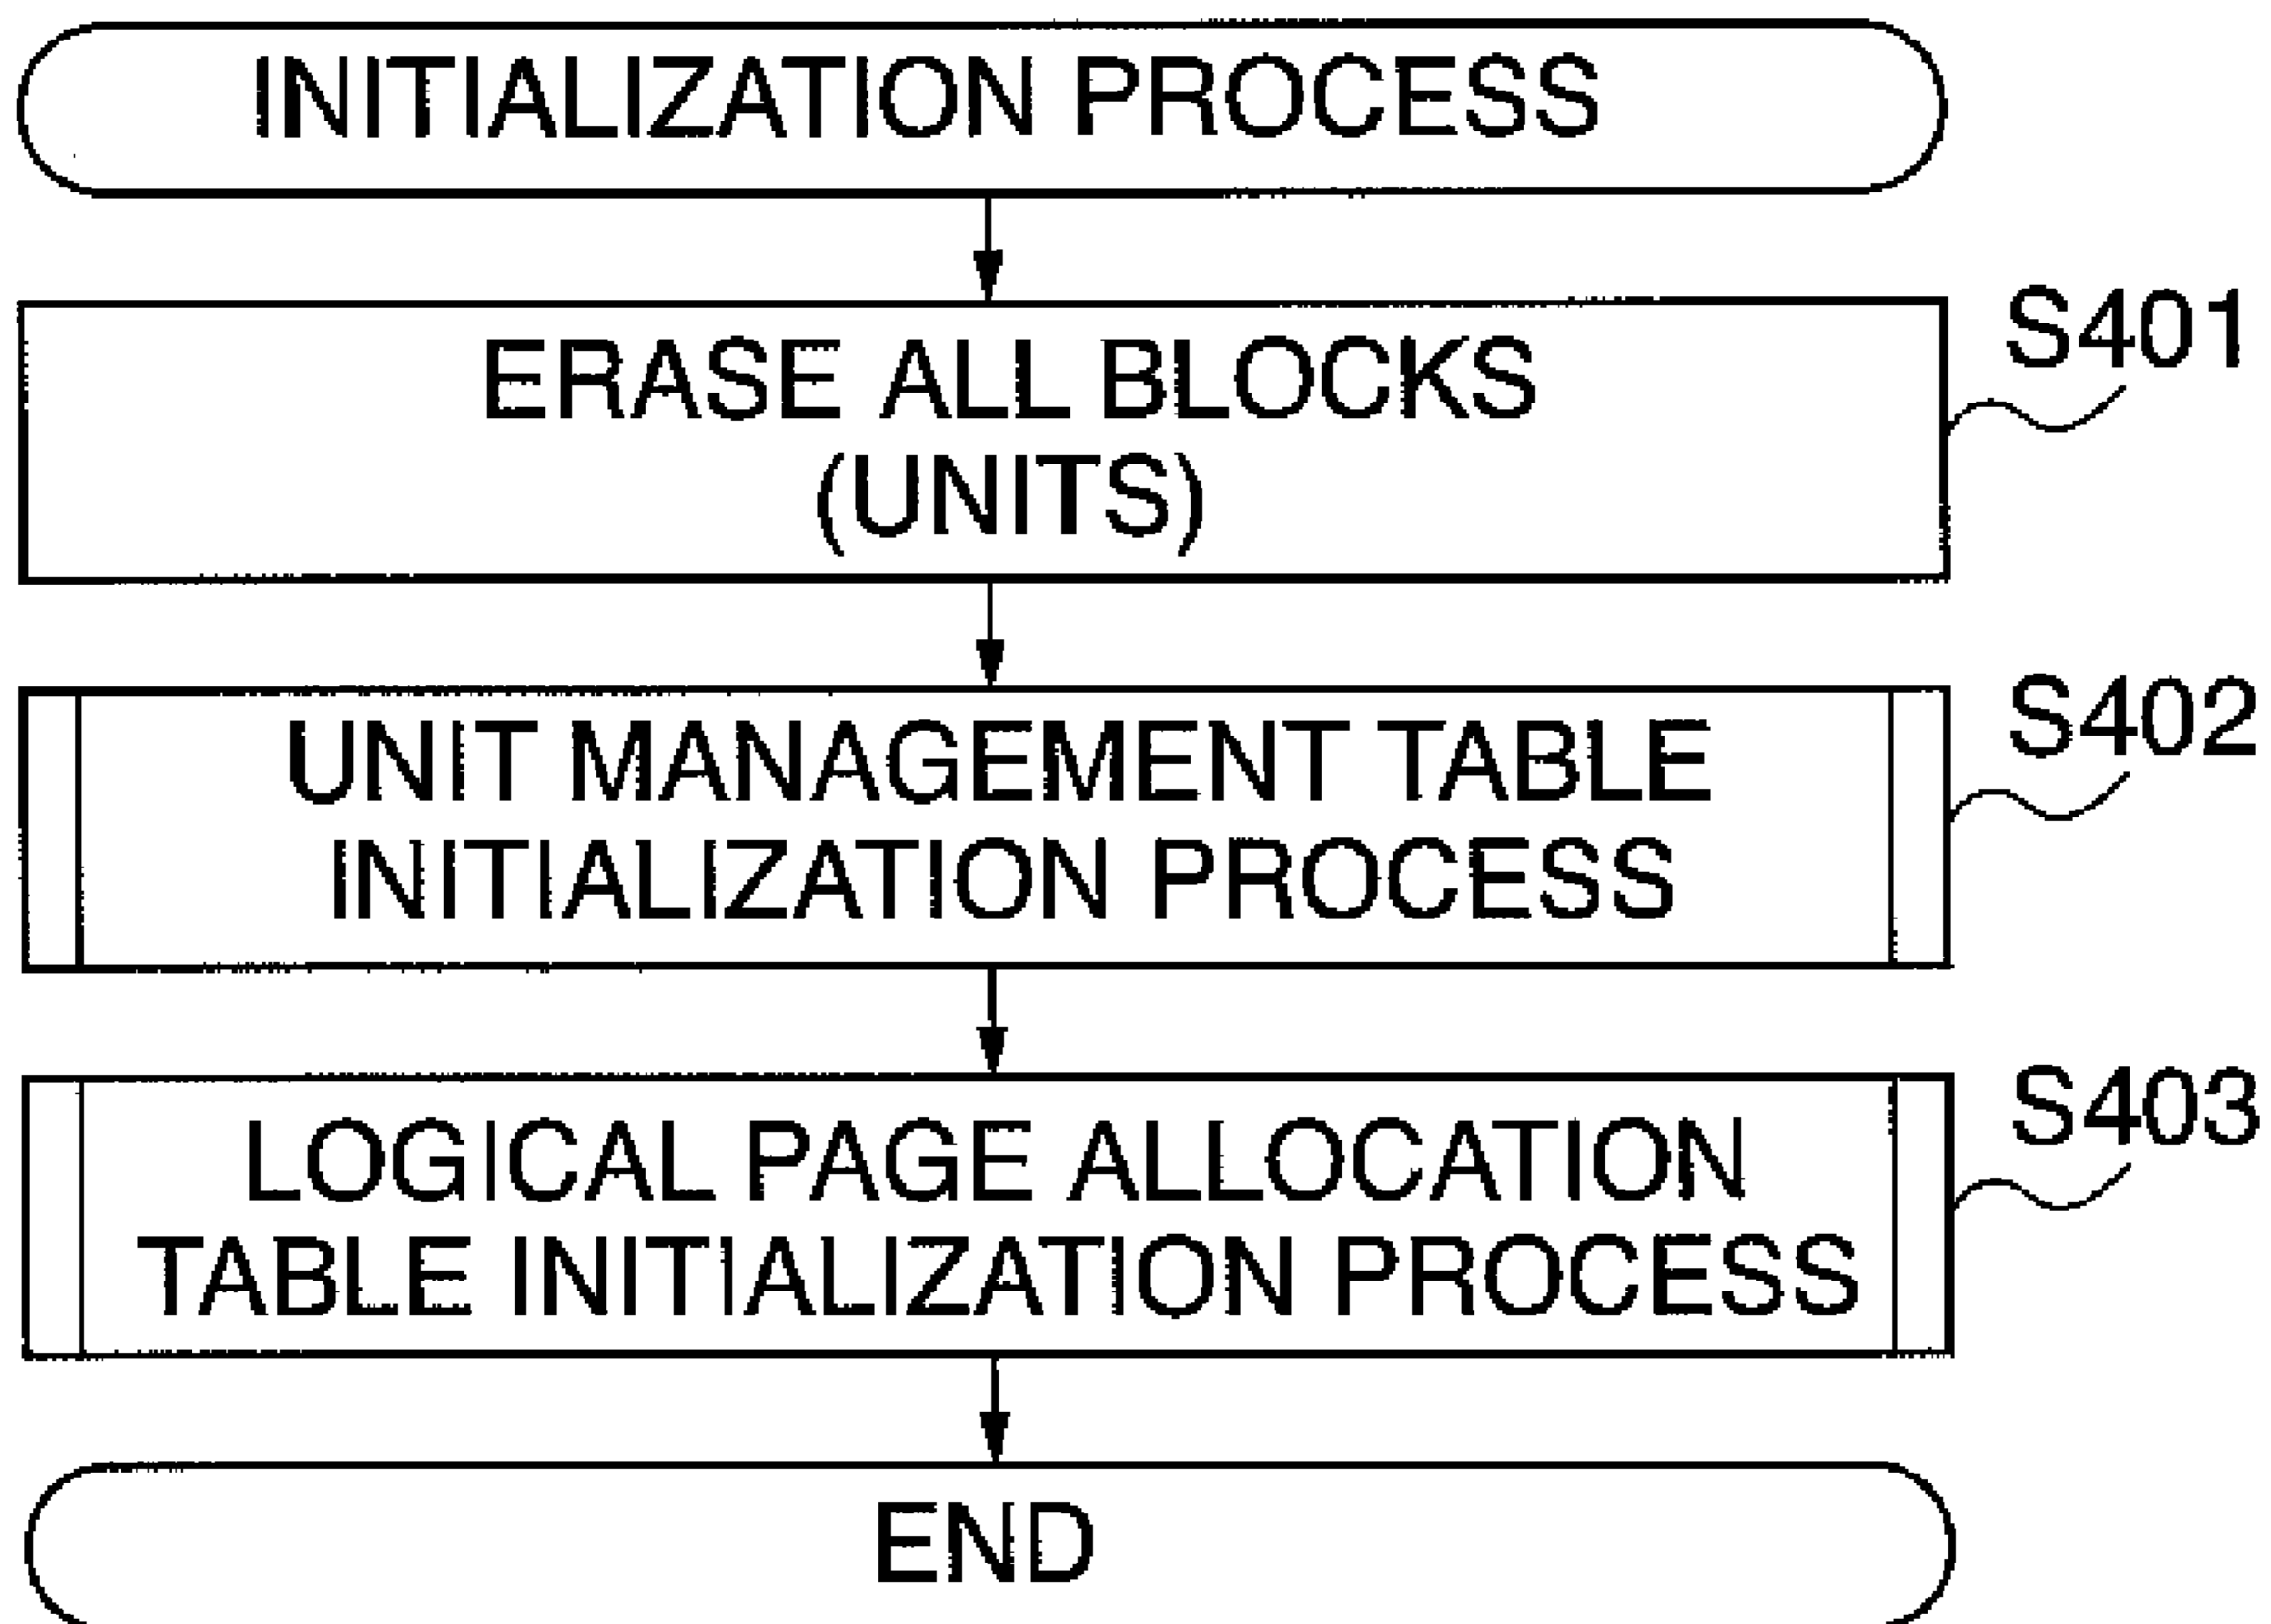 INITIALIZATION PROCESS
S401
ERASE ALL BLOCKS
(UNITS)
S402
UNIT MANAGEMENT TABLE
INITIALIZATION PROCESS
S403
LOGICAL PAGE ALLOCATION
TABLE INITIALIZATION PROCESS
END